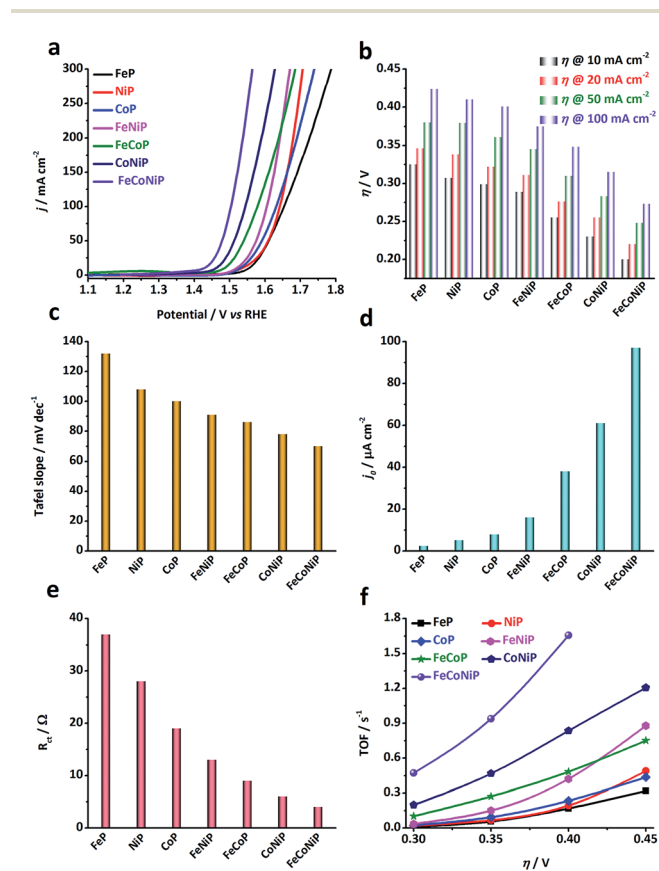 a
FeP
NiP
CoP
FeNiP
FeCoP
CoNiP
FeCoNiP
300
250
200
150
100
50
0
j / mA cm⁻²
1.1 1.2 1.3 1.4 1.5 1.6 1.7 1.8
Potential / V vs RHE
b
η @ 10 mA cm⁻²
η @ 20 mA cm⁻²
η @ 50 mA cm⁻²
η @ 100 mA cm⁻²
0.45
0.40
0.35
0.30
0.25
0.20
η / V
FeP NiP CoP FeNiP FeCoP CoNiP FeCoNiP
c
140
120
100
80
60
40
20
0
Tafel slope / mV dec⁻¹
FeP NiP CoP FeNiP FeCoP CoNiP FeCoNiP
d
100
80
60
40
20
0
j₀ / μA cm⁻²
FeP NiP CoP FeNiP FeCoP CoNiP FeCoNiP
e
40
30
20
10
0
R_ct / Ω
FeP NiP CoP FeNiP FeCoP CoNiP FeCoNiP
f
FeP NiP
CoP FeNiP
FeCoP CoNiP
FeCoNiP
1.8
1.5
1.2
0.9
0.6
0.3
0.0
TOF / s⁻¹
0.30 0.35 0.40 0.45
η / V